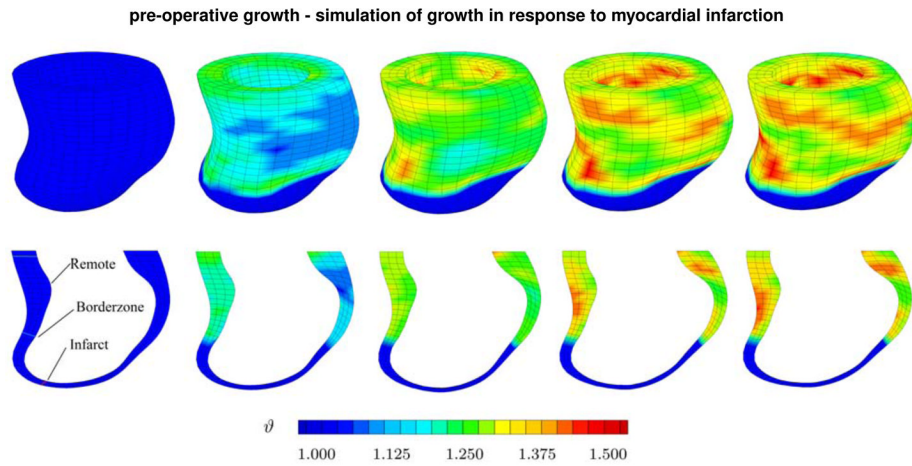 pre-operative growth - simulation of growth in response to myocardial infarction
Remote
Borderzone
Infarct
ϑ
1.000 1.125 1.250 1.375 1.500